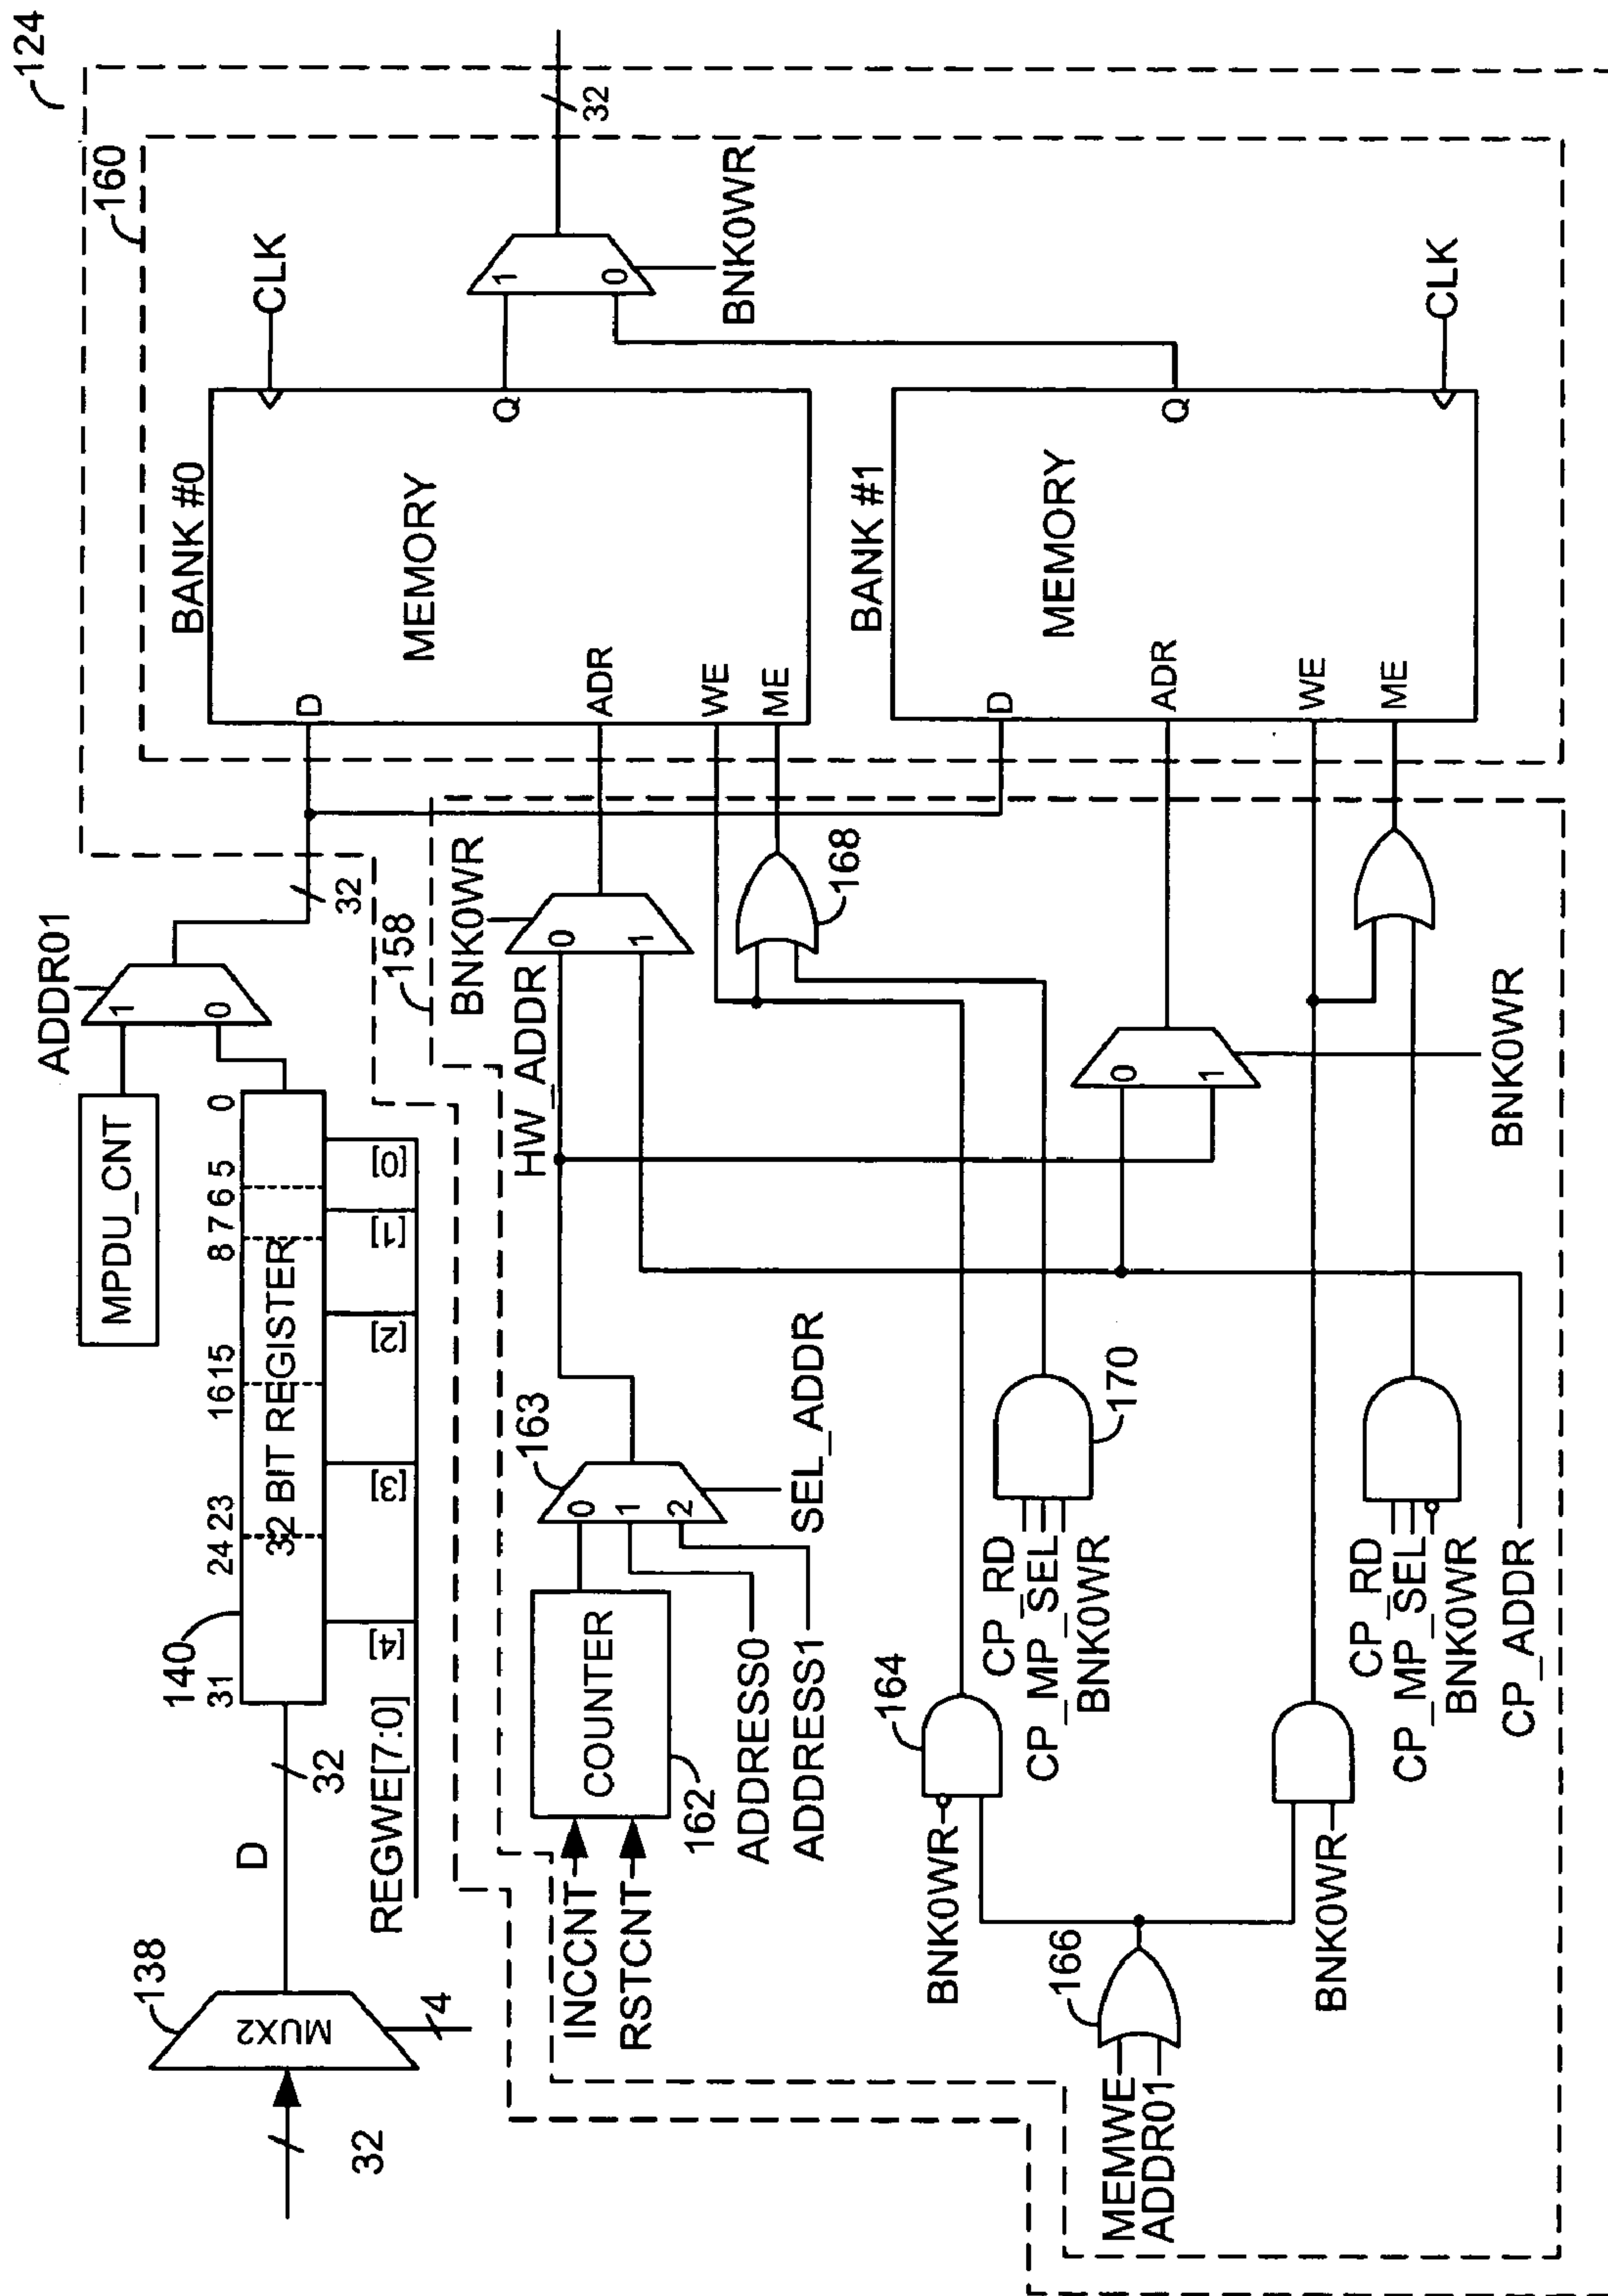 124
160
158
138
MUX2
32
4
D
32
140
31
24
23
16
15
8
7
6
5
0
32 BIT REGISTER
[4]
[3]
[2]
[1]
[0]
REGWE[7:0]
MPDU_CNT
ADDR01
1
0
32
BANK #0
MEMORY
D
ADR
WE
ME
Q
CLK
1
0
BNK0WR
32
BANK #1
MEMORY
D
ADR
WE
ME
Q
CLK
INCCNT
RSTCNT
COUNTER
162
ADDRESS0
ADDRESS1
163
0
1
2
SEL_ADDR
HW_ADDR
BNK0WR
0
1
168
BNK0WR
164
CP_RD
CP_MP_SEL
BNK0WR
170
0
1
BNK0WR
MEMWE
ADDR01
166
BNK0WR
CP_RD
CP_MP_SEL
BNK0WR
CP_ADDR